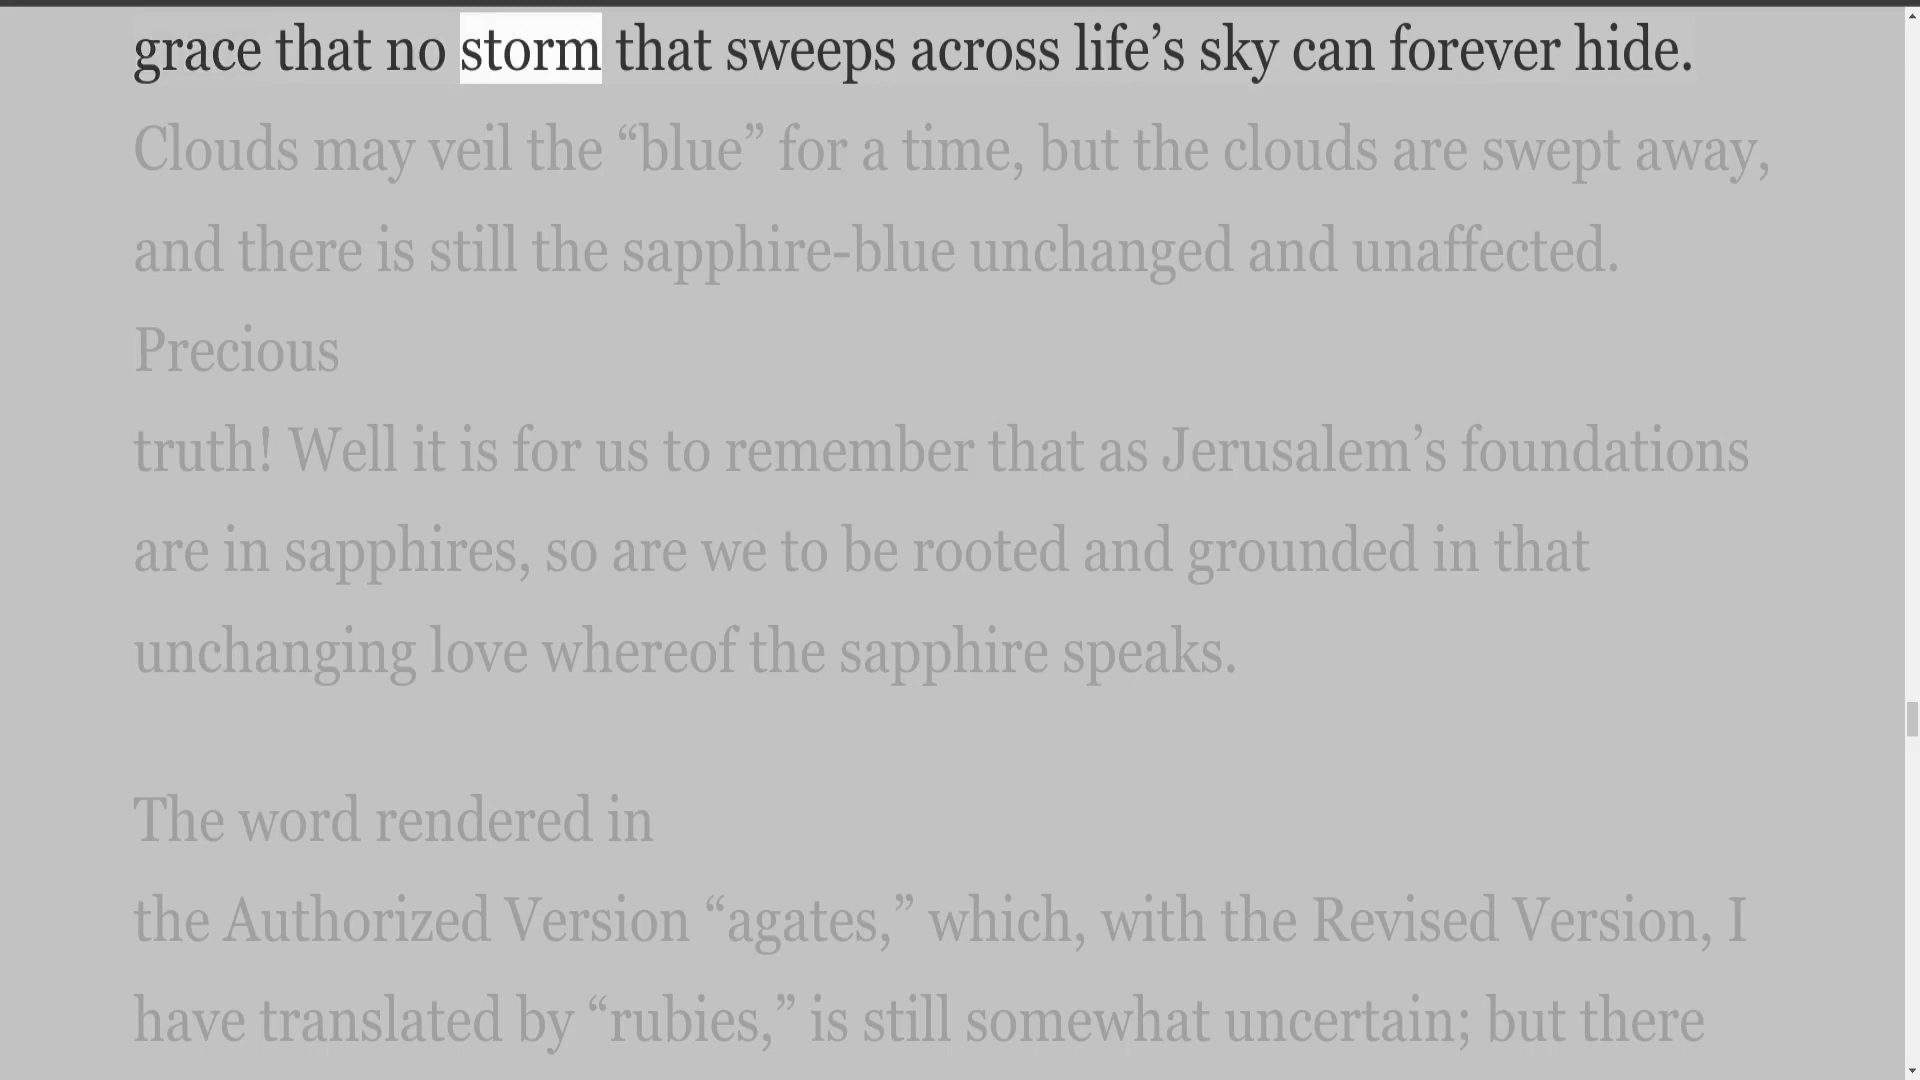 grace that no storm that sweeps across life’s sky can forever hide.
Clouds may veil the “blue” for a time, but the clouds are swept away,
and there is still the sapphire-blue unchanged and unaffected.
Precious
truth! Well it is for us to remember that as Jerusalem’s foundations
are in sapphires, so are we to be rooted and grounded in that
unchanging love whereof the sapphire speaks.
The word rendered in
the Authorized Version “agates,” which, with the Revised Version, I
have translated by “rubies,” is still somewhat uncertain; but there